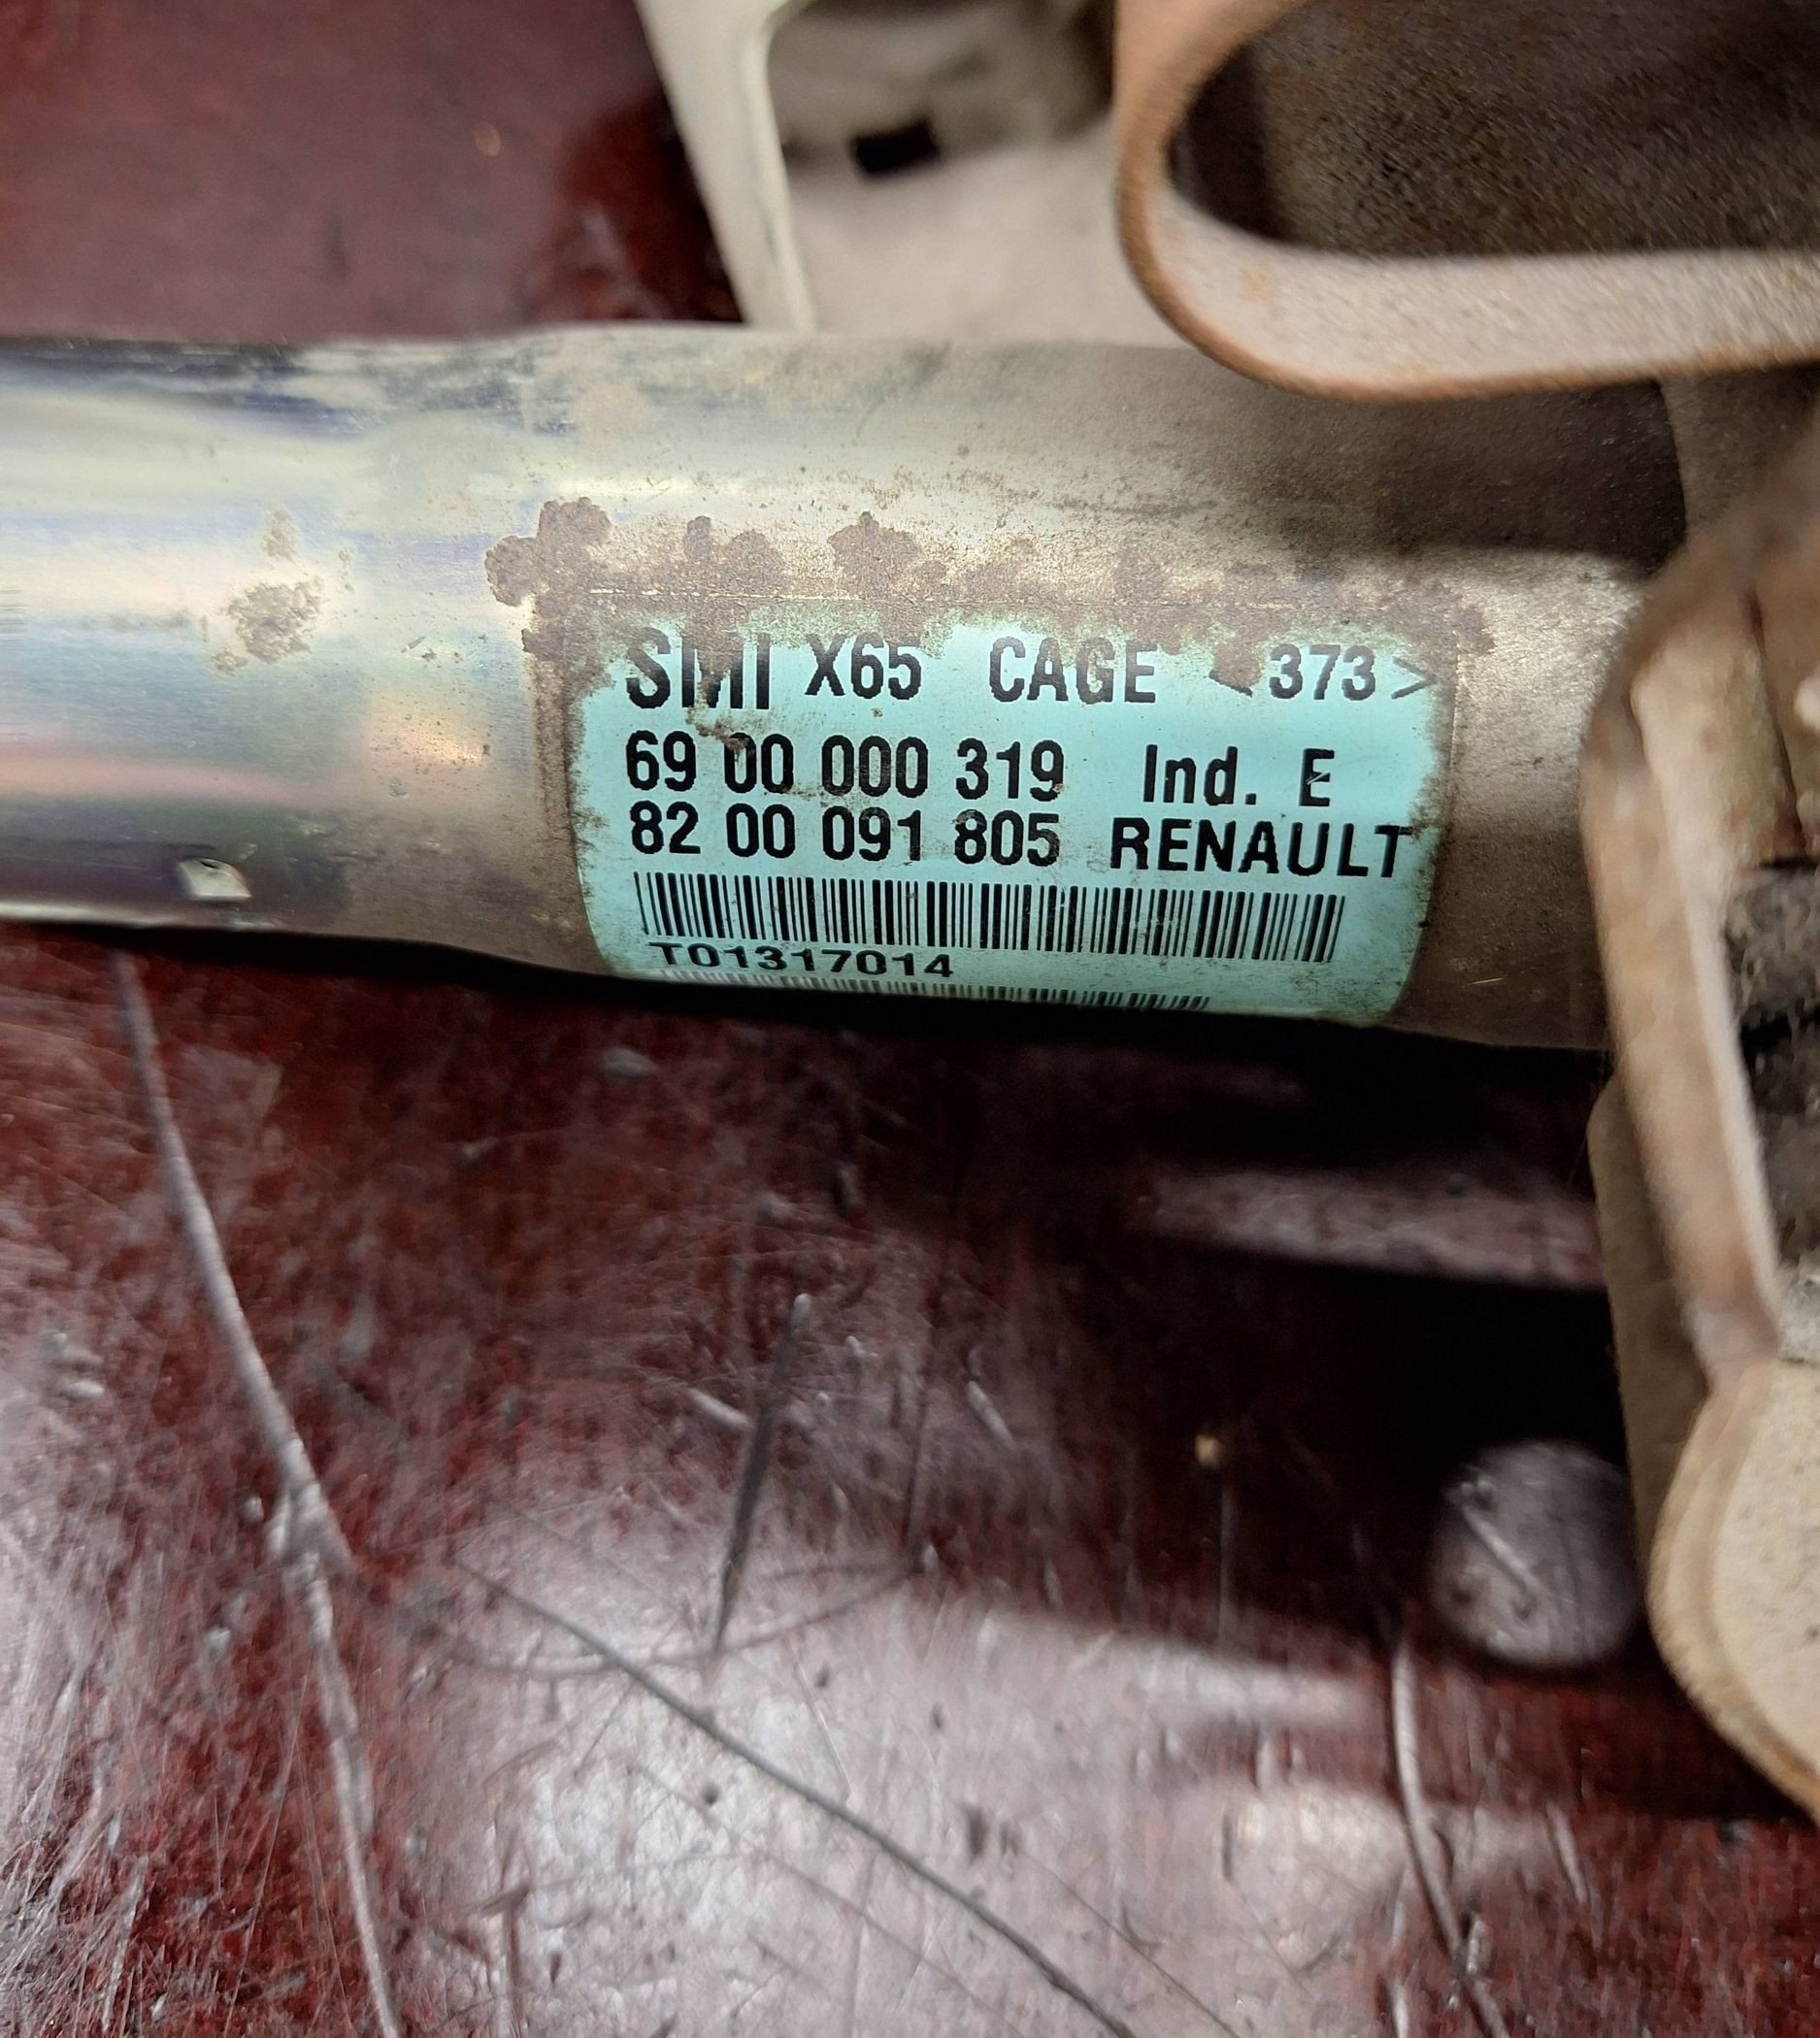 SMI X65 CAGE <373>
69 00 000 319 Ind. E
82 00 091 805 RENAULT
T01317014